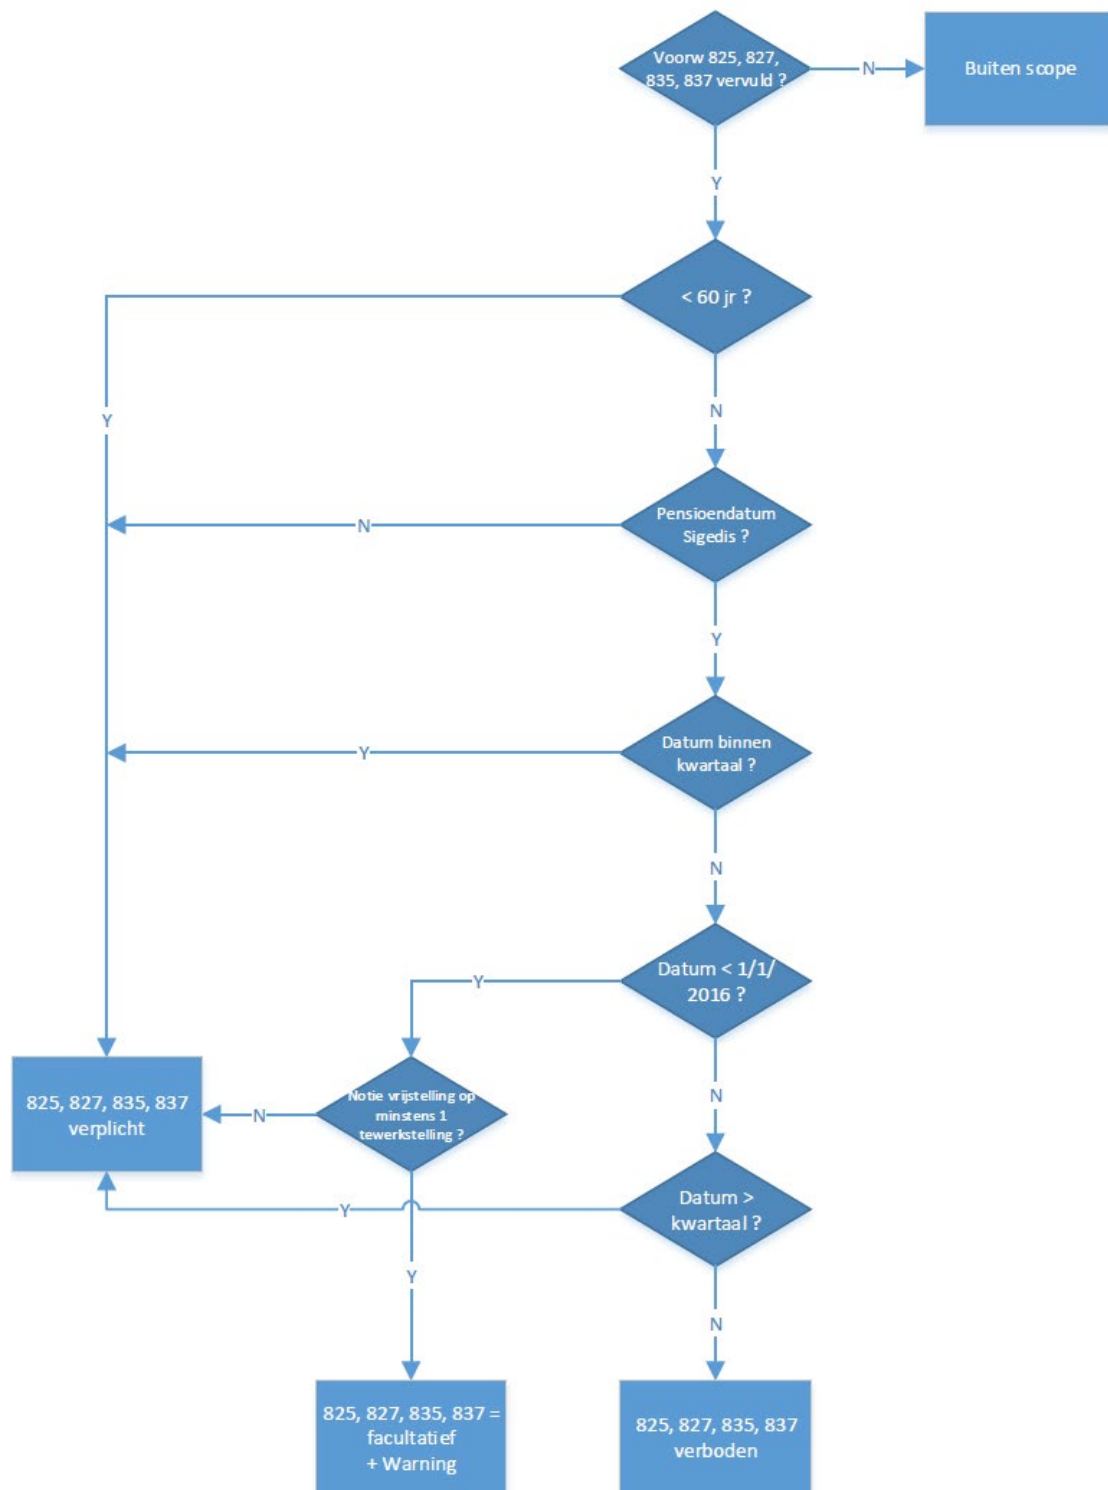 Voorw 825, 827,
835, 837 vervuld ?
N
Buiten scope
Y
< 60 jr ?
Y
N
Pensioendatum
Sigedis ?
N
Y
Datum binnen
kwartaal ?
Y
N
Datum < 1/1/
2016 ?
Y
N
825, 827, 835, 837
verplicht
N
Notie vrijstelling op
minstens 1
tewerkstelling ?
Datum >
kwartaal ?
Y
Y
N
825, 827, 835, 837 =
facultatief
+ Warning
825, 827, 835, 837
verboden